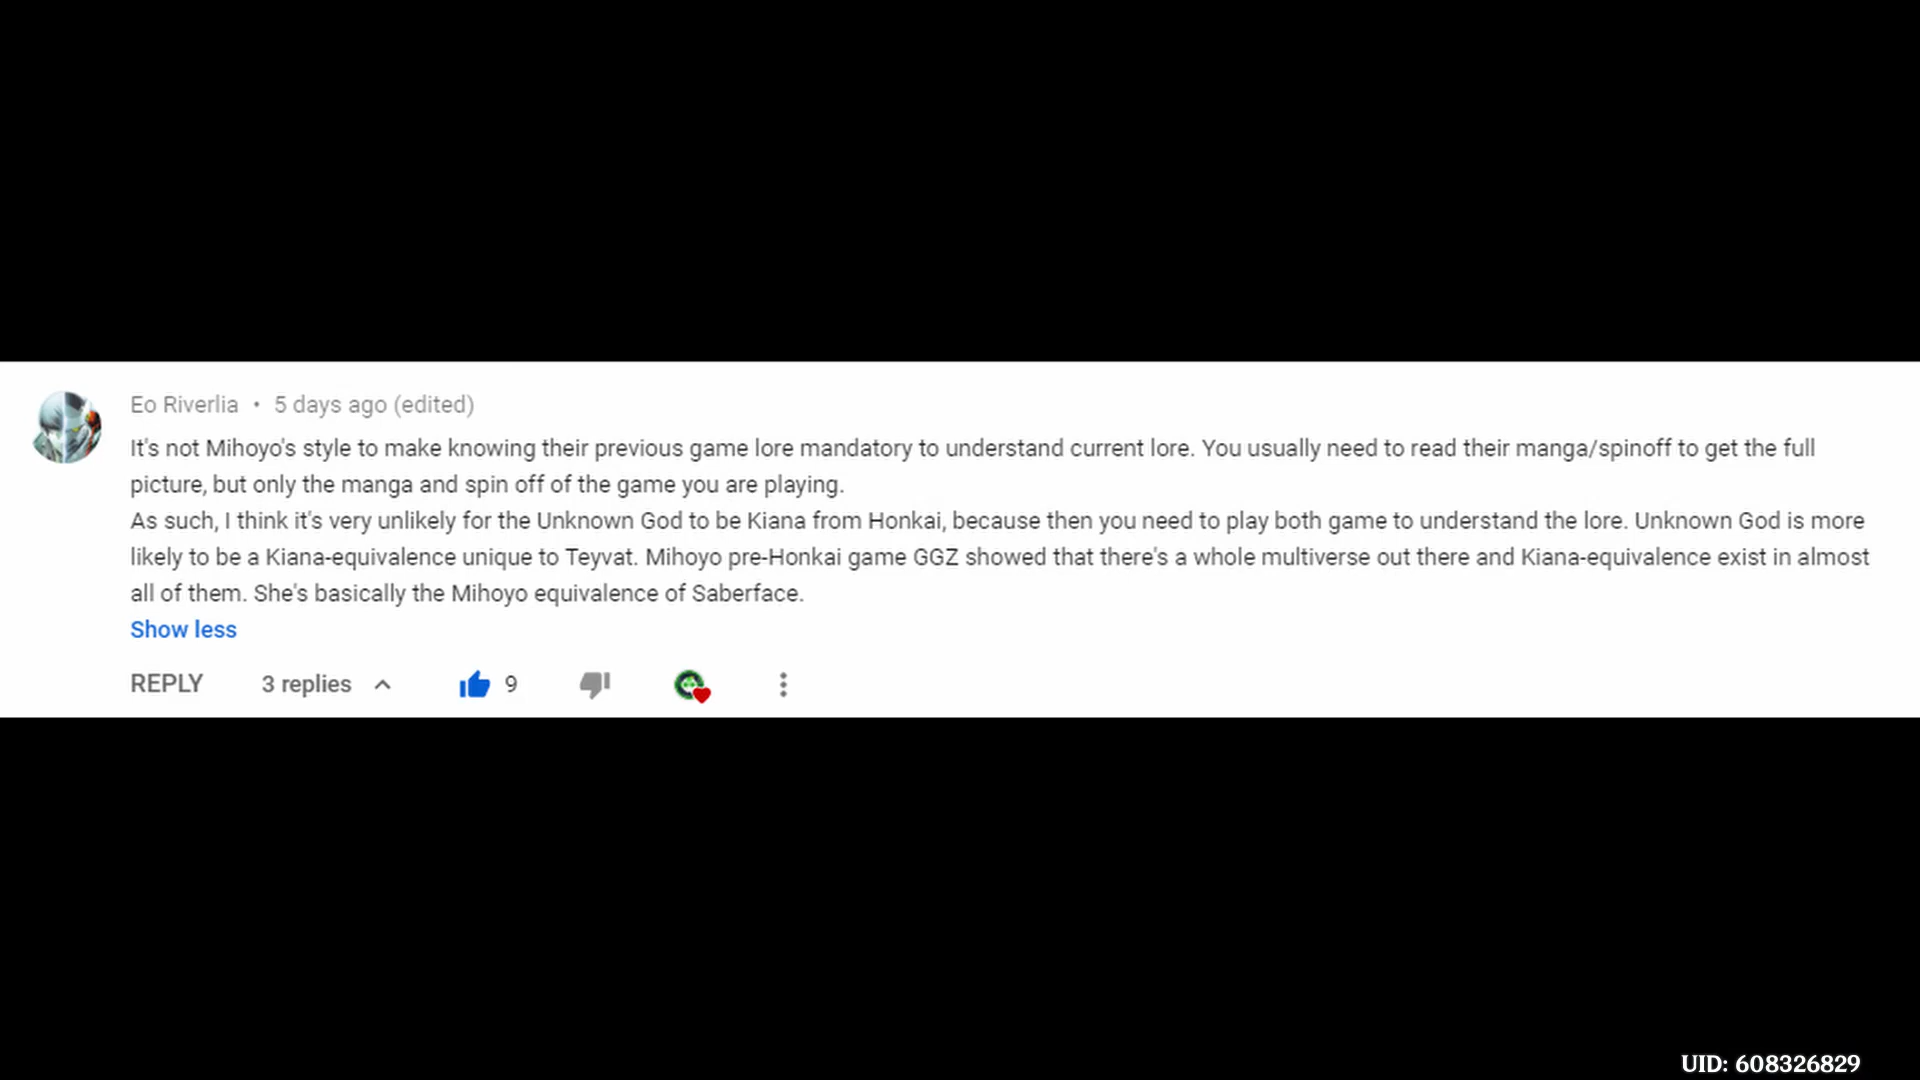 Eo Riverlia • 5 days ago (edited)
It's not Mihoyo's style to make knowing their previous game lore mandatory to understand current lore. You usually need to read their manga/spinoff to get the full
picture, but only the manga and spin off of the game you are playing.
As such, I think it's very unlikely for the Unknown God to be Kiana from Honkai, because then you need to play both game to understand the lore. Unknown God is more
likely to be a Kiana-equivalence unique to Teyvat. Mihoyo pre-Honkai game GGZ showed that there's a whole multiverse out there and Kiana-equivalence exist in almost
all of them. She's basically the Mihoyo equivalence of Saberface.
Show less
REPLY 3 replies 9
UID: 608326829